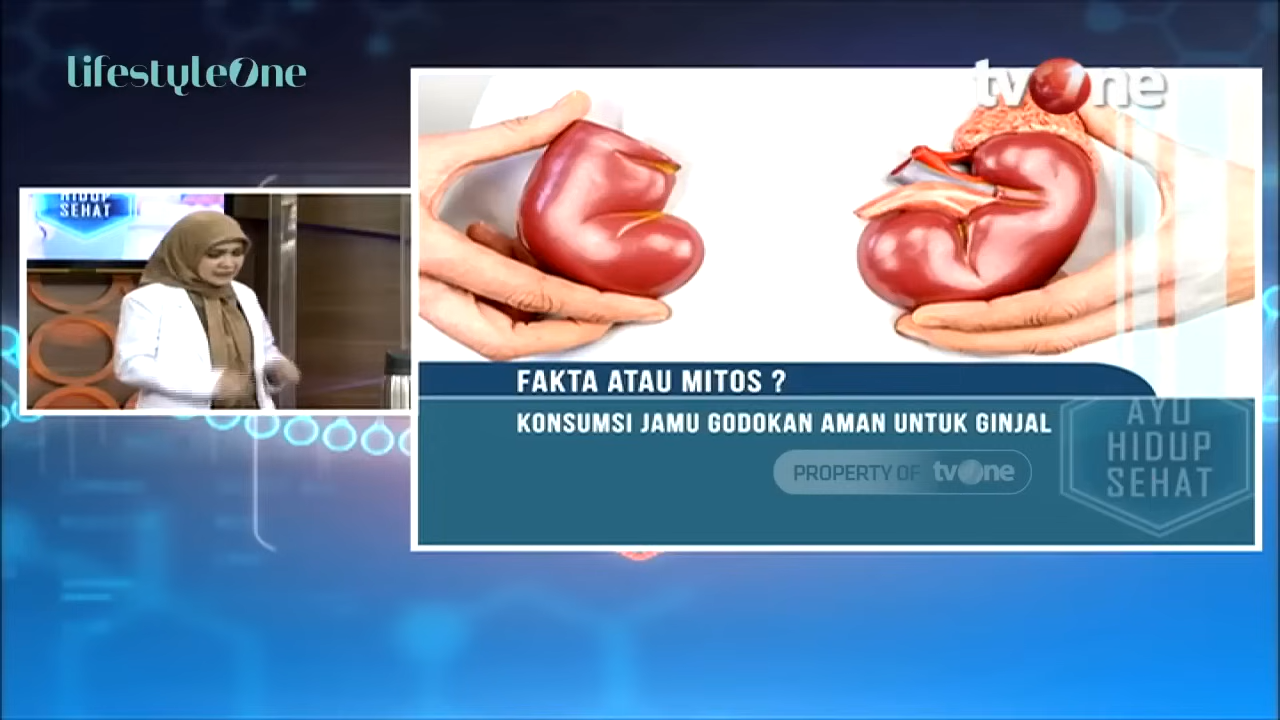 lifestyleOne
tvOne
HIDUP
SEHAT
FAKTA ATAU MITOS ?
KONSUMSI JAMU GODOKAN AMAN UNTUK GINJAL
PROPERTY OF tvOne
AYO
HIDUP
SEHAT